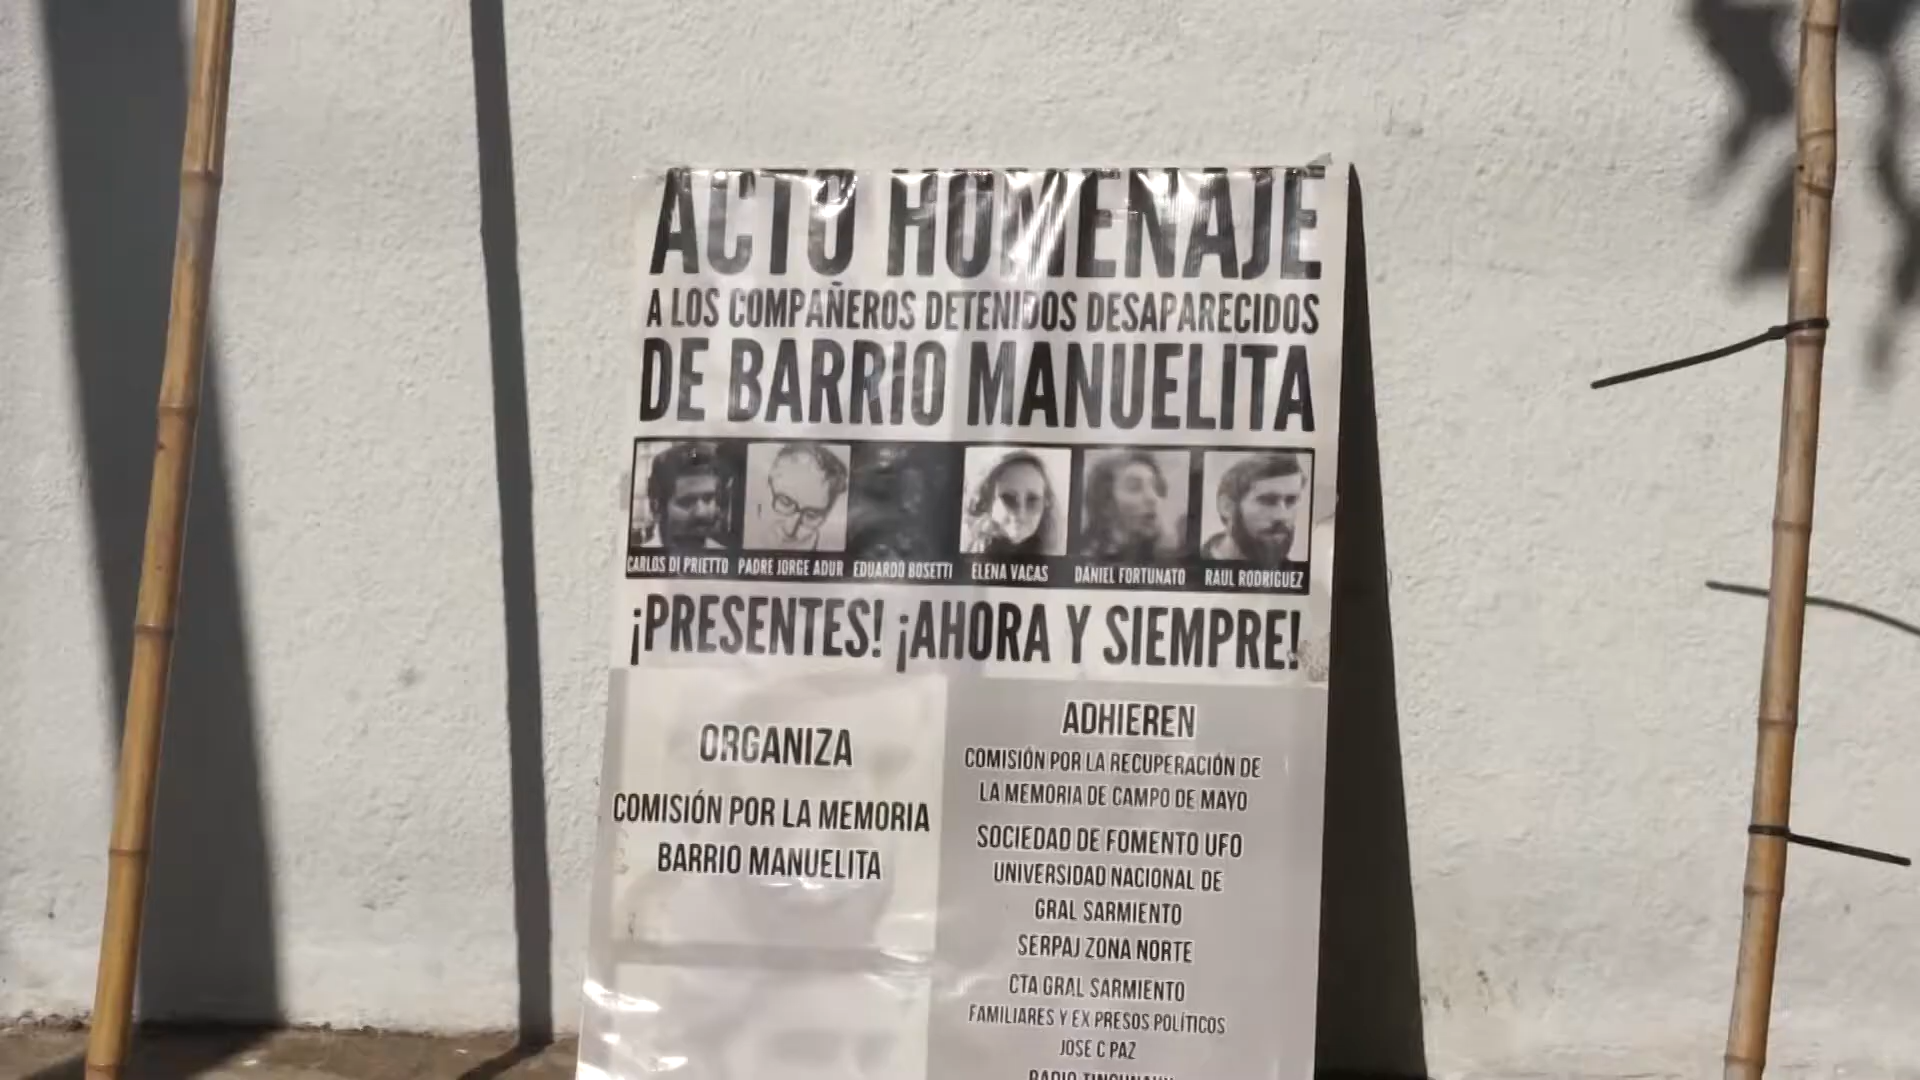 ACTO HOMENAJE
A LOS COMPAÑEROS DETENIDOS DESAPARECIDOS
DE BARRIO MANUELITA
CARLOS DI PRIETTO PADRE JORGE ADUR EDUARDO BOSETTI ELENA VACAS DANIEL FORTUNATO RAUL RODRIGUEZ
¡PRESENTES! ¡AHORA Y SIEMPRE!
ORGANIZA
COMISIÓN POR LA MEMORIA
BARRIO MANUELITA
ADHIEREN
COMISIÓN POR LA RECUPERACIÓN DE
LA MEMORIA DE CAMPO DE MAYO
SOCIEDAD DE FOMENTO UFO
UNIVERSIDAD NACIONAL DE
GRAL SARMIENTO
SERPAJ ZONA NORTE
CTA GRAL SARMIENTO
FAMILIARES Y EX PRESOS POLÍTICOS
JOSE C PAZ
RADIO